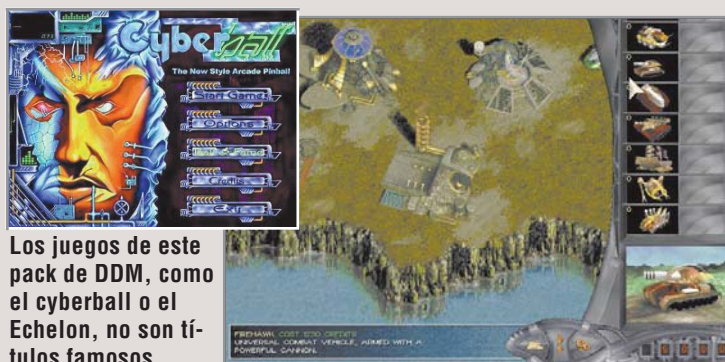 Cyberball
The New Style Arcade Pinball
Start Game
Options
Credits
Exit
Los juegos de este
pack de DDM, como
el cyberball o el
Echelon, no son tí-
tulos famosos
FIREHAWK. COST 630 CREDITS
UNIVERSAL COMBAT VEHICLE, ARMED WITH A
POWERFUL CANNON.